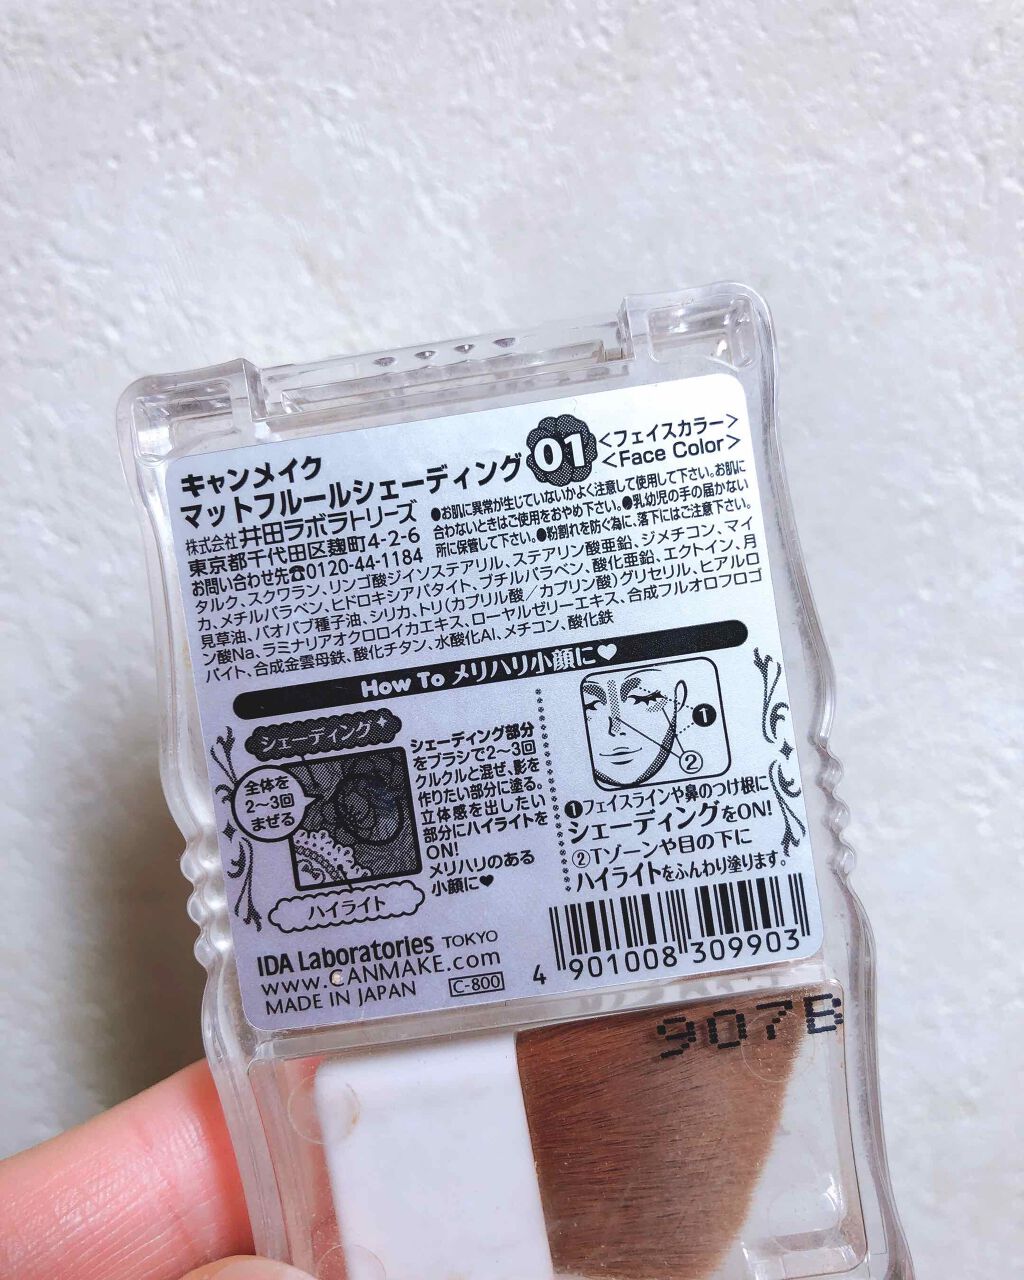 キャンメイク
マットフルールシェーディング
01
<フェイスカラー>
<Face Color>
株式会社 井田ラボラトリーズ
東京都千代田区麹町4-2-6
お問い合わせ先☎0120-44-1184
●お肌に異常が生じていないかよく注意して使用して下さい。お肌に
合わないときはご使用をおやめ下さい。●乳幼児の手の届かない
所に保管して下さい。●粉割れを防ぐ為に、落下にはご注意下さい。
タルク、スクワラン、リンゴ酸ジイソステアリル、ステアリン酸亜鉛、ジメチコン、マイ
カ、メチルパラベン、ヒドロキシアパタイト、ブチルパラベン、酸化亜鉛、エクトイン、月
見草油、バオバブ種子油、シリカ、トリ(カプリル酸/カプリン酸)グリセリル、ヒアルロ
ン酸Na、ラミナリアオクロロイカエキス、ローヤルゼリーエキス、合成フルオロフロゴ
パイト、合成金雲母鉄、酸化チタン、水酸化Al、メチコン、酸化鉄
How To メリハリ小顔に♥
シェーディング
全体を
2~3回
まぜる
ハイライト
シェーディング部分
をブラシで2~3回
クルクルと混ぜ、影を
作りたい部分に塗る。
立体感を出したい
部分にハイライトを
ON!
メリハリのある
小顔に♥
❶
②
❶フェイスラインや鼻のつけ根に
シェーディングをON!
②Tゾーンや目の下に
ハイライトをふんわり塗ります。
IDA Laboratories TOKYO
www.CANMAKE.com
MADE IN JAPAN C-800
4 901008 309903
907B